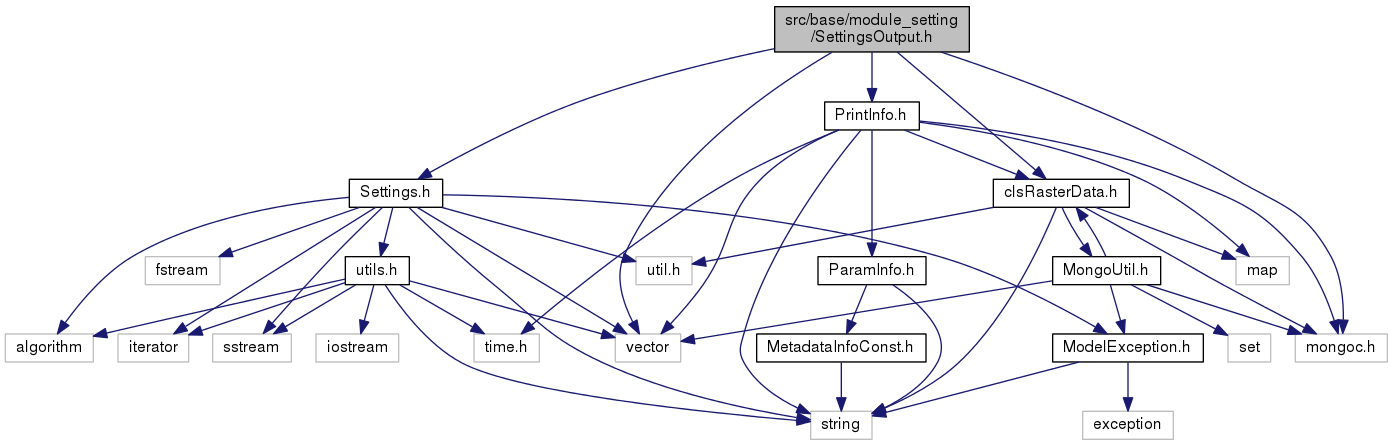 src/base/module_setting
/SettingsOutput.h
PrintInfo.h
Settings.h
clsRasterData.h
fstream
utils.h
util.h
ParamInfo.h
MongoUtil.h
map
algorithm
iterator
sstream
iostream
time.h
vector
MetadataInfoConst.h
ModelException.h
set
mongoc.h
string
exception